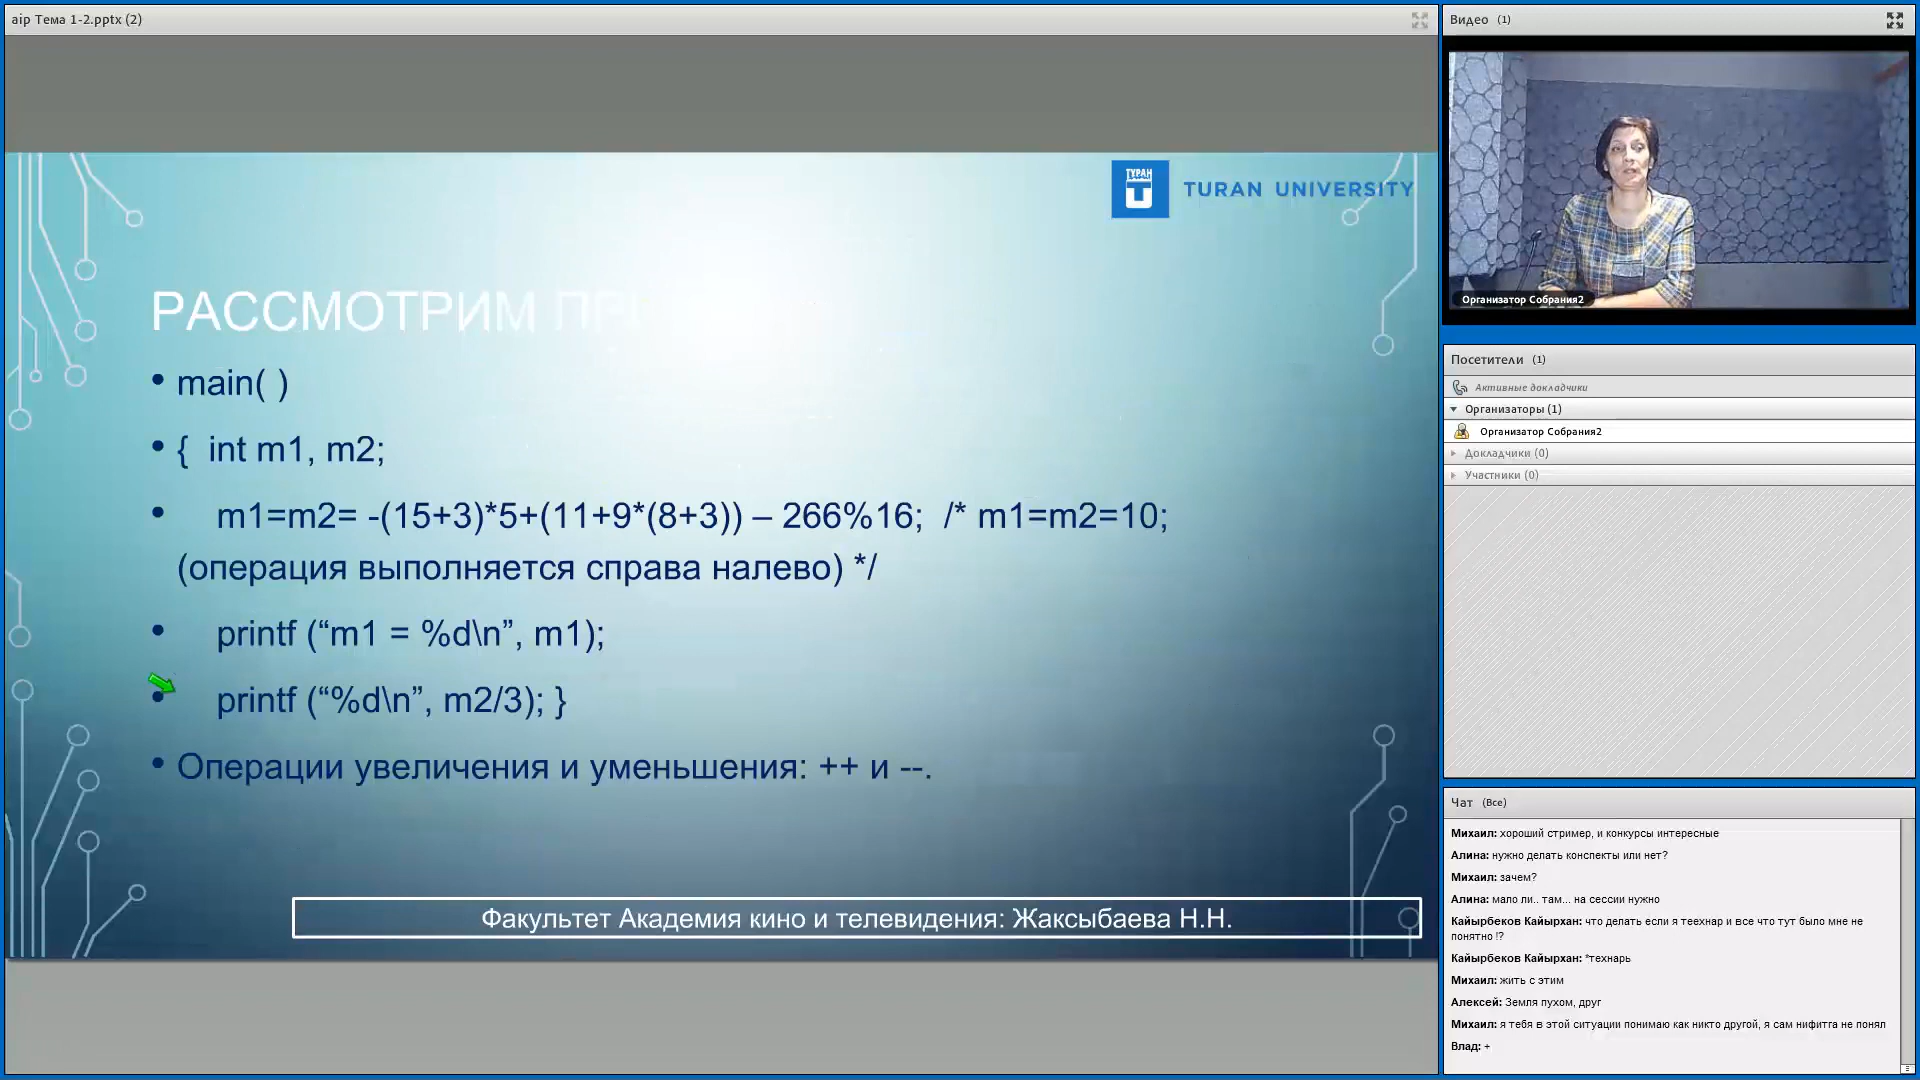 aip Тема 1-2.pptx (2)
ТУРАН
TURAN UNIVERSITY
РАССМОТРИМ
• main( )
• { int m1, m2;
• m1=m2= -(15+3)*5+(11+9*(8+3)) – 266%16; /* m1=m2=10;
(операция выполняется справа налево) */
• printf (“m1 = %d\n”, m1);
• printf (“%d\n”, m2/3); }
• Операции увеличения и уменьшения: ++ и --.
Факультет Академия кино и телевидения: Жаксыбаева Н.Н.
Видео (1)
Организатор Собрания2
Посетители (1)
Активные докладчики
Организаторы (1)
Организатор Собрания2
Докладчики (0)
Участники (0)
Чат (Все)
Михаил: хороший стример, и конкурсы интересные
Алина: нужно делать конспекты или нет?
Михаил: зачем?
Алина: мало ли.. там... на сессии нужно
Кайырбеков Кайырхан: что делать если я теехнар и все что тут было мне не
понятно !?
Кайырбеков Кайырхан: *технарь
Михаил: жить с этим
Алексей: Земля пухом, друг
Михаил: я тебя в этой ситуации понимаю как никто другой, я сам нифитга не понял
Влад: +